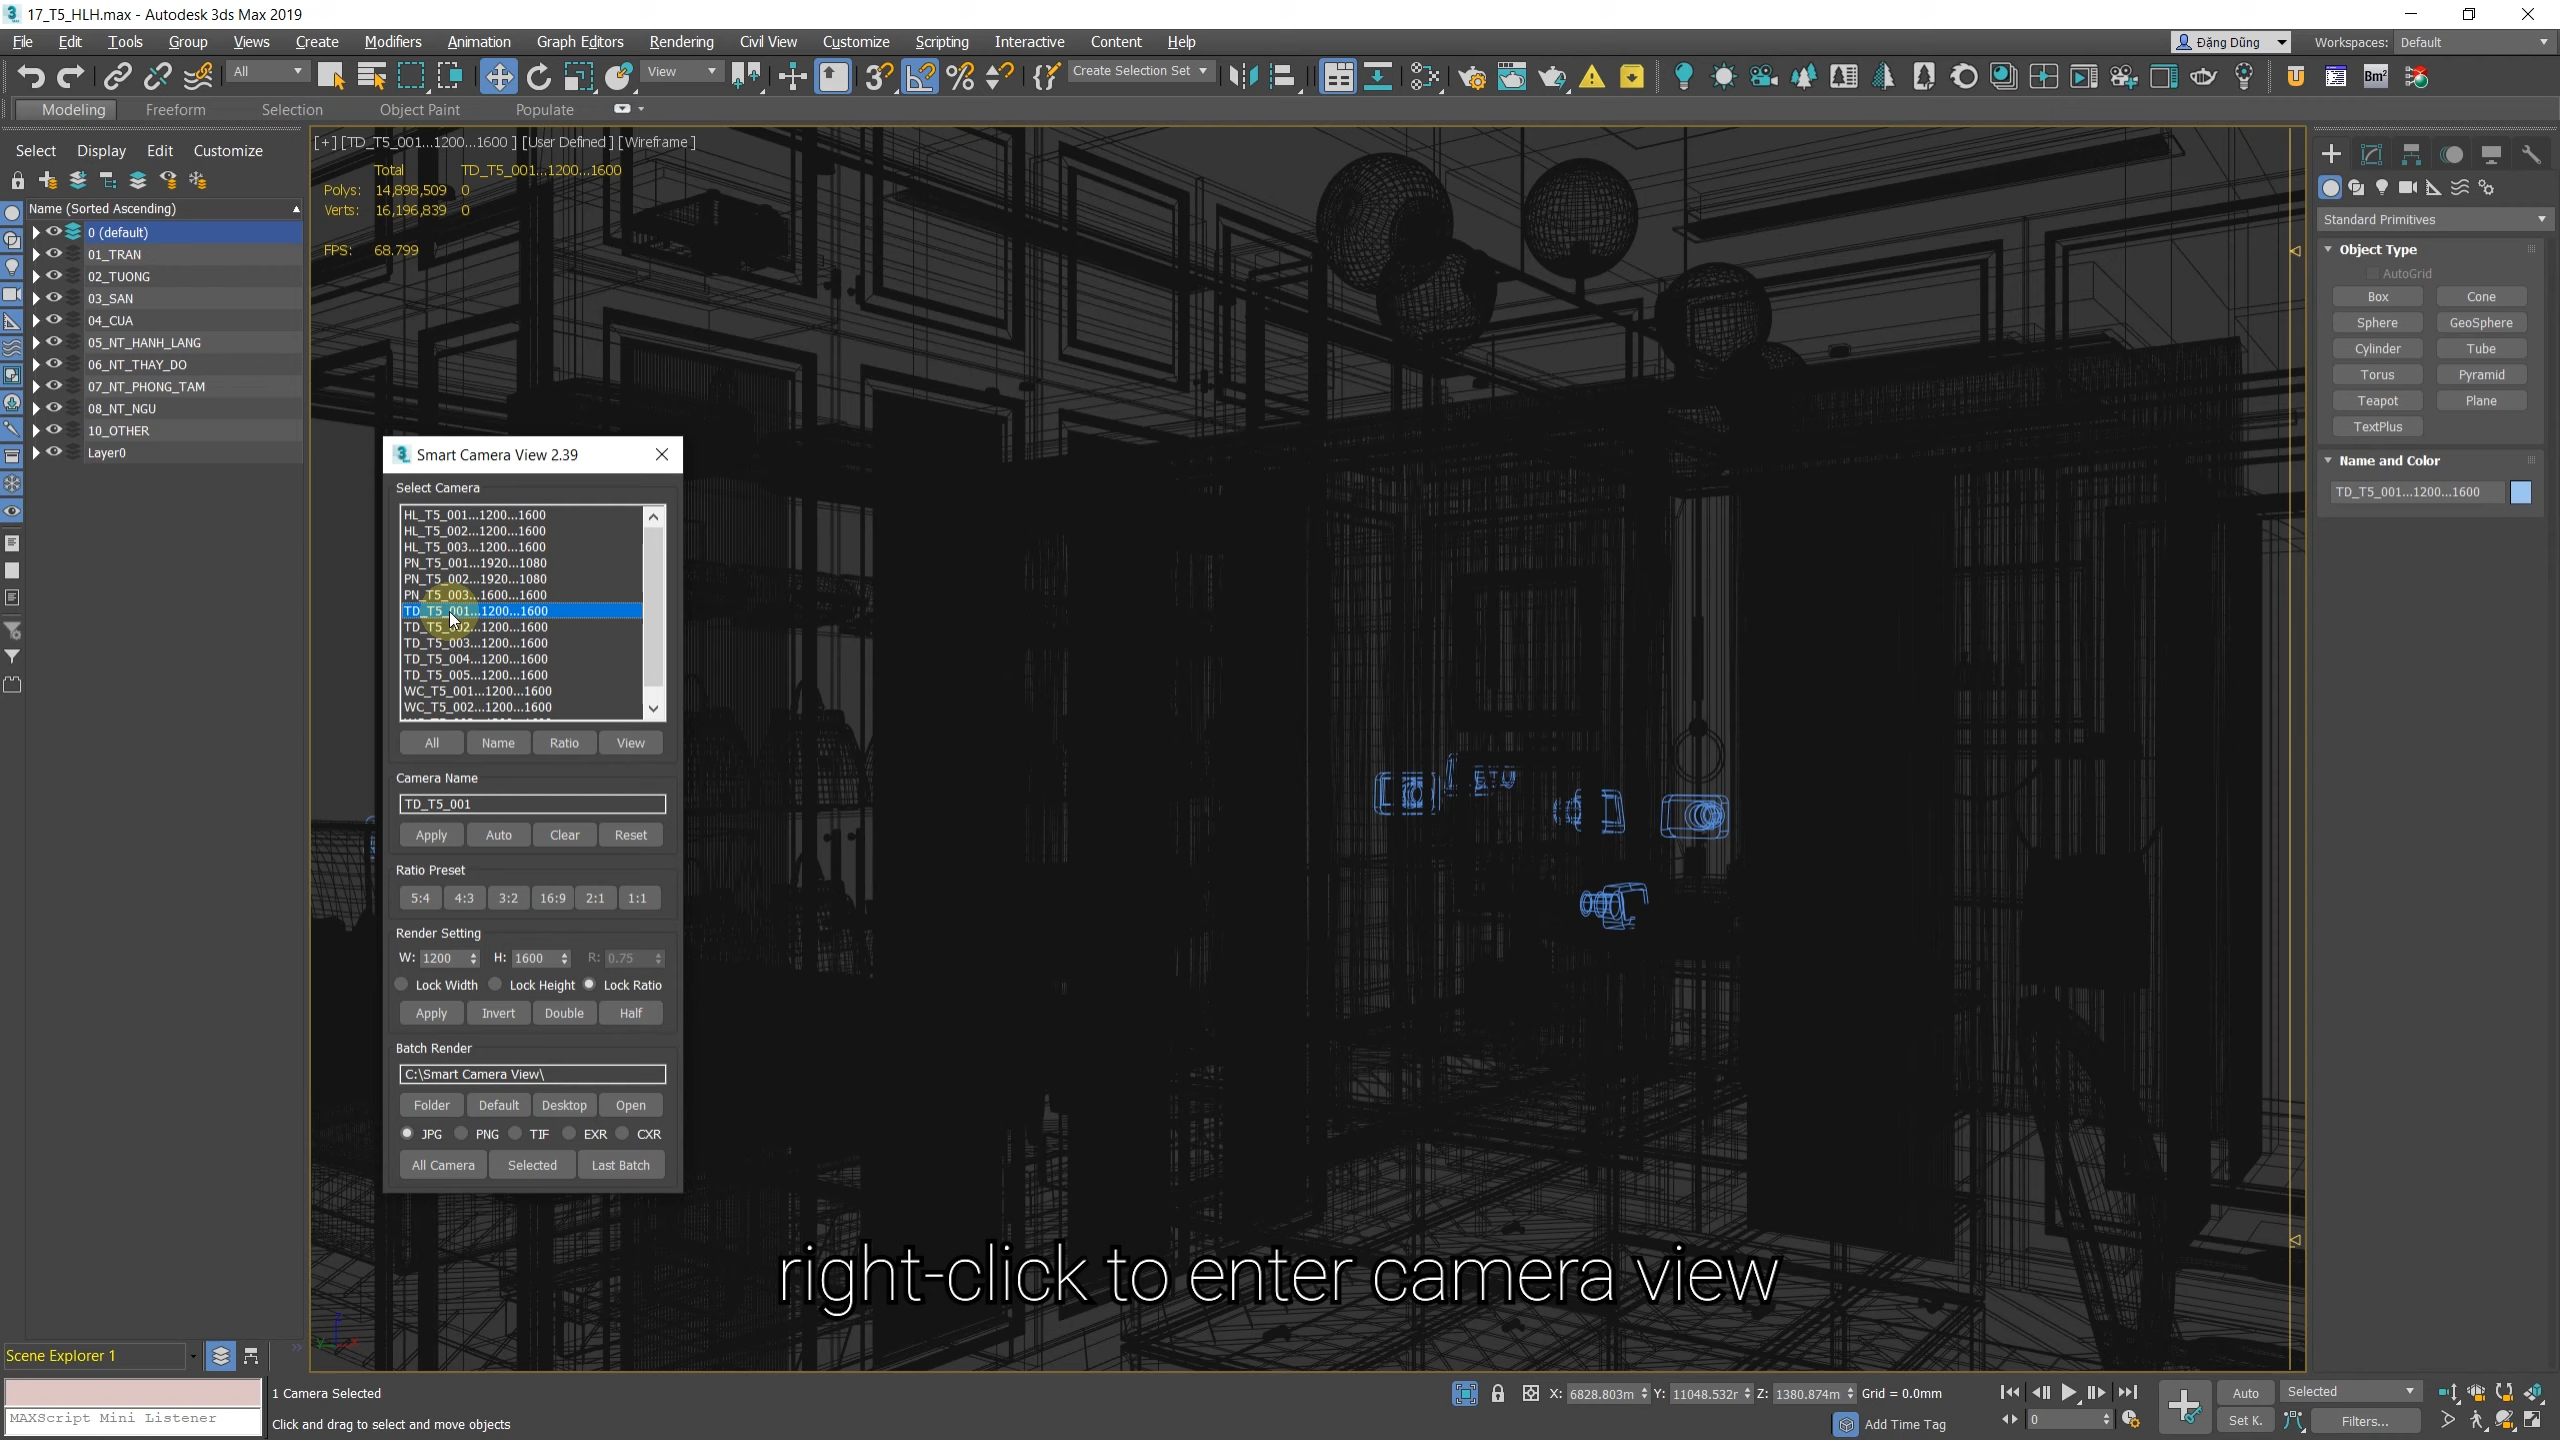 17_T5_HLH.max - Autodesk 3ds Max 2019
File Edit Tools Group Views Create Modifiers Animation Graph Editors Rendering Civil View Customize Scripting Interactive Content Help
Đặng Dũng Workspaces: Default
All View Create Selection Set
Modeling Freeform Selection Object Paint Populate
Select Display Edit Customize
Name (Sorted Ascending)
0 (default)
01_TRAN
02_TUONG
03_SAN
04_CUA
05_NT_HANH_LANG
06_NT_THAY_DO
07_NT_PHONG_TAM
08_NT_NGU
10_OTHER
Layer0
[+] [TD_T5_001...1200...1600 ] [User Defined ] [Wireframe ]
Total TD_T5_001...1200...1600
Polys: 14,898,509 0
Verts: 16,196,839 0
FPS: 68.799
Smart Camera View 2.39
Select Camera
HL_T5_001...1200...1600
HL_T5_002...1200...1600
HL_T5_003...1200...1600
PN_T5_001...1920...1080
PN_T5_002...1920...1080
PN_T5_003...1600...1600
TD_T5_001...1200...1600
TD_T5_002...1200...1600
TD_T5_003...1200...1600
TD_T5_004...1200...1600
TD_T5_005...1200...1600
WC_T5_001...1200...1600
WC_T5_002...1200...1600
All Name Ratio View
Camera Name
TD_T5_001
Apply Auto Clear Reset
Ratio Preset
5:4 4:3 3:2 16:9 2:1 1:1
Render Setting
W: 1200 H: 1600 R: 0.75
Lock Width Lock Height Lock Ratio
Apply Invert Double Half
Batch Render
C:\Smart Camera View\
Folder Default Desktop Open
JPG PNG TIF EXR CXR
All Camera Selected Last Batch
right-click to enter camera view
Standard Primitives
Object Type
AutoGrid
Box Cone
Sphere GeoSphere
Cylinder Tube
Torus Pyramid
Teapot Plane
TextPlus
Name and Color
TD_T5_001...1200...1600
Scene Explorer 1
MAXScript Mini Listener
1 Camera Selected
Click and drag to select and move objects
X: 6828.803m Y: 11048.532r Z: 1380.874m Grid = 0.0mm
Add Time Tag
0
Auto Selected
Set K. Filters...